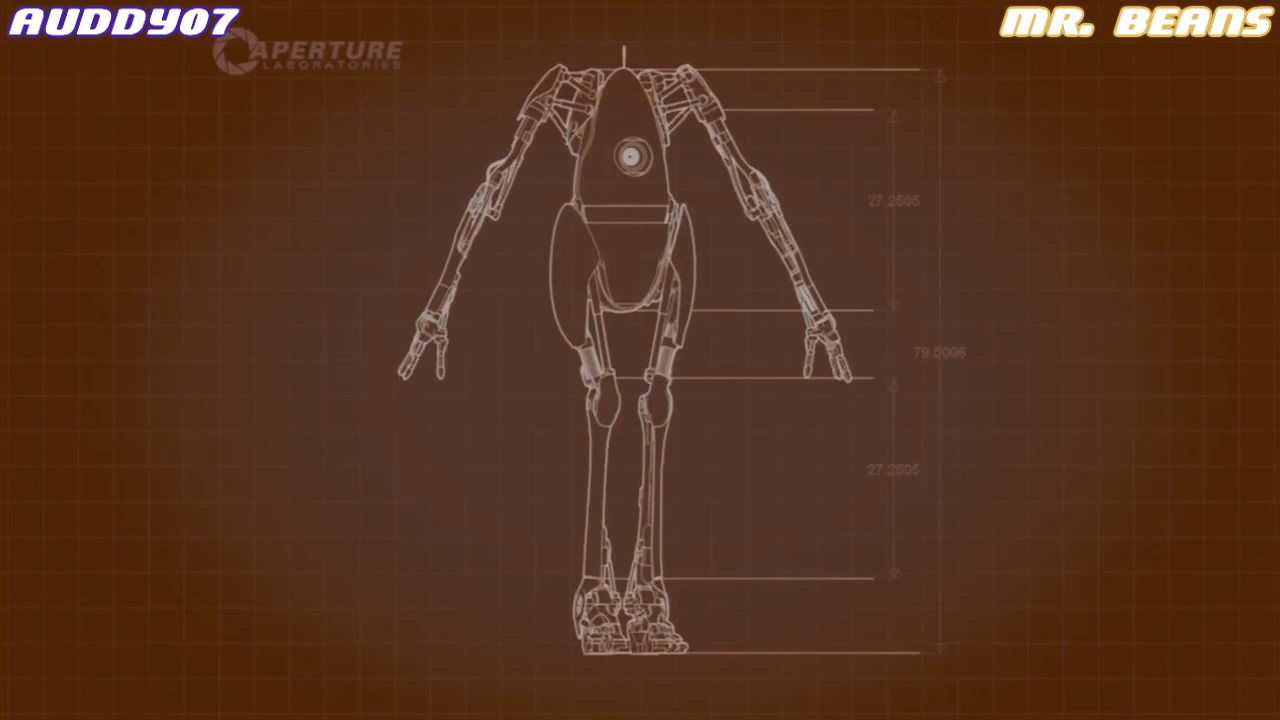 AUDDY07
MR. BEANS
APERTURE
LABORATORIES
27.2505
79.5006
27.2505